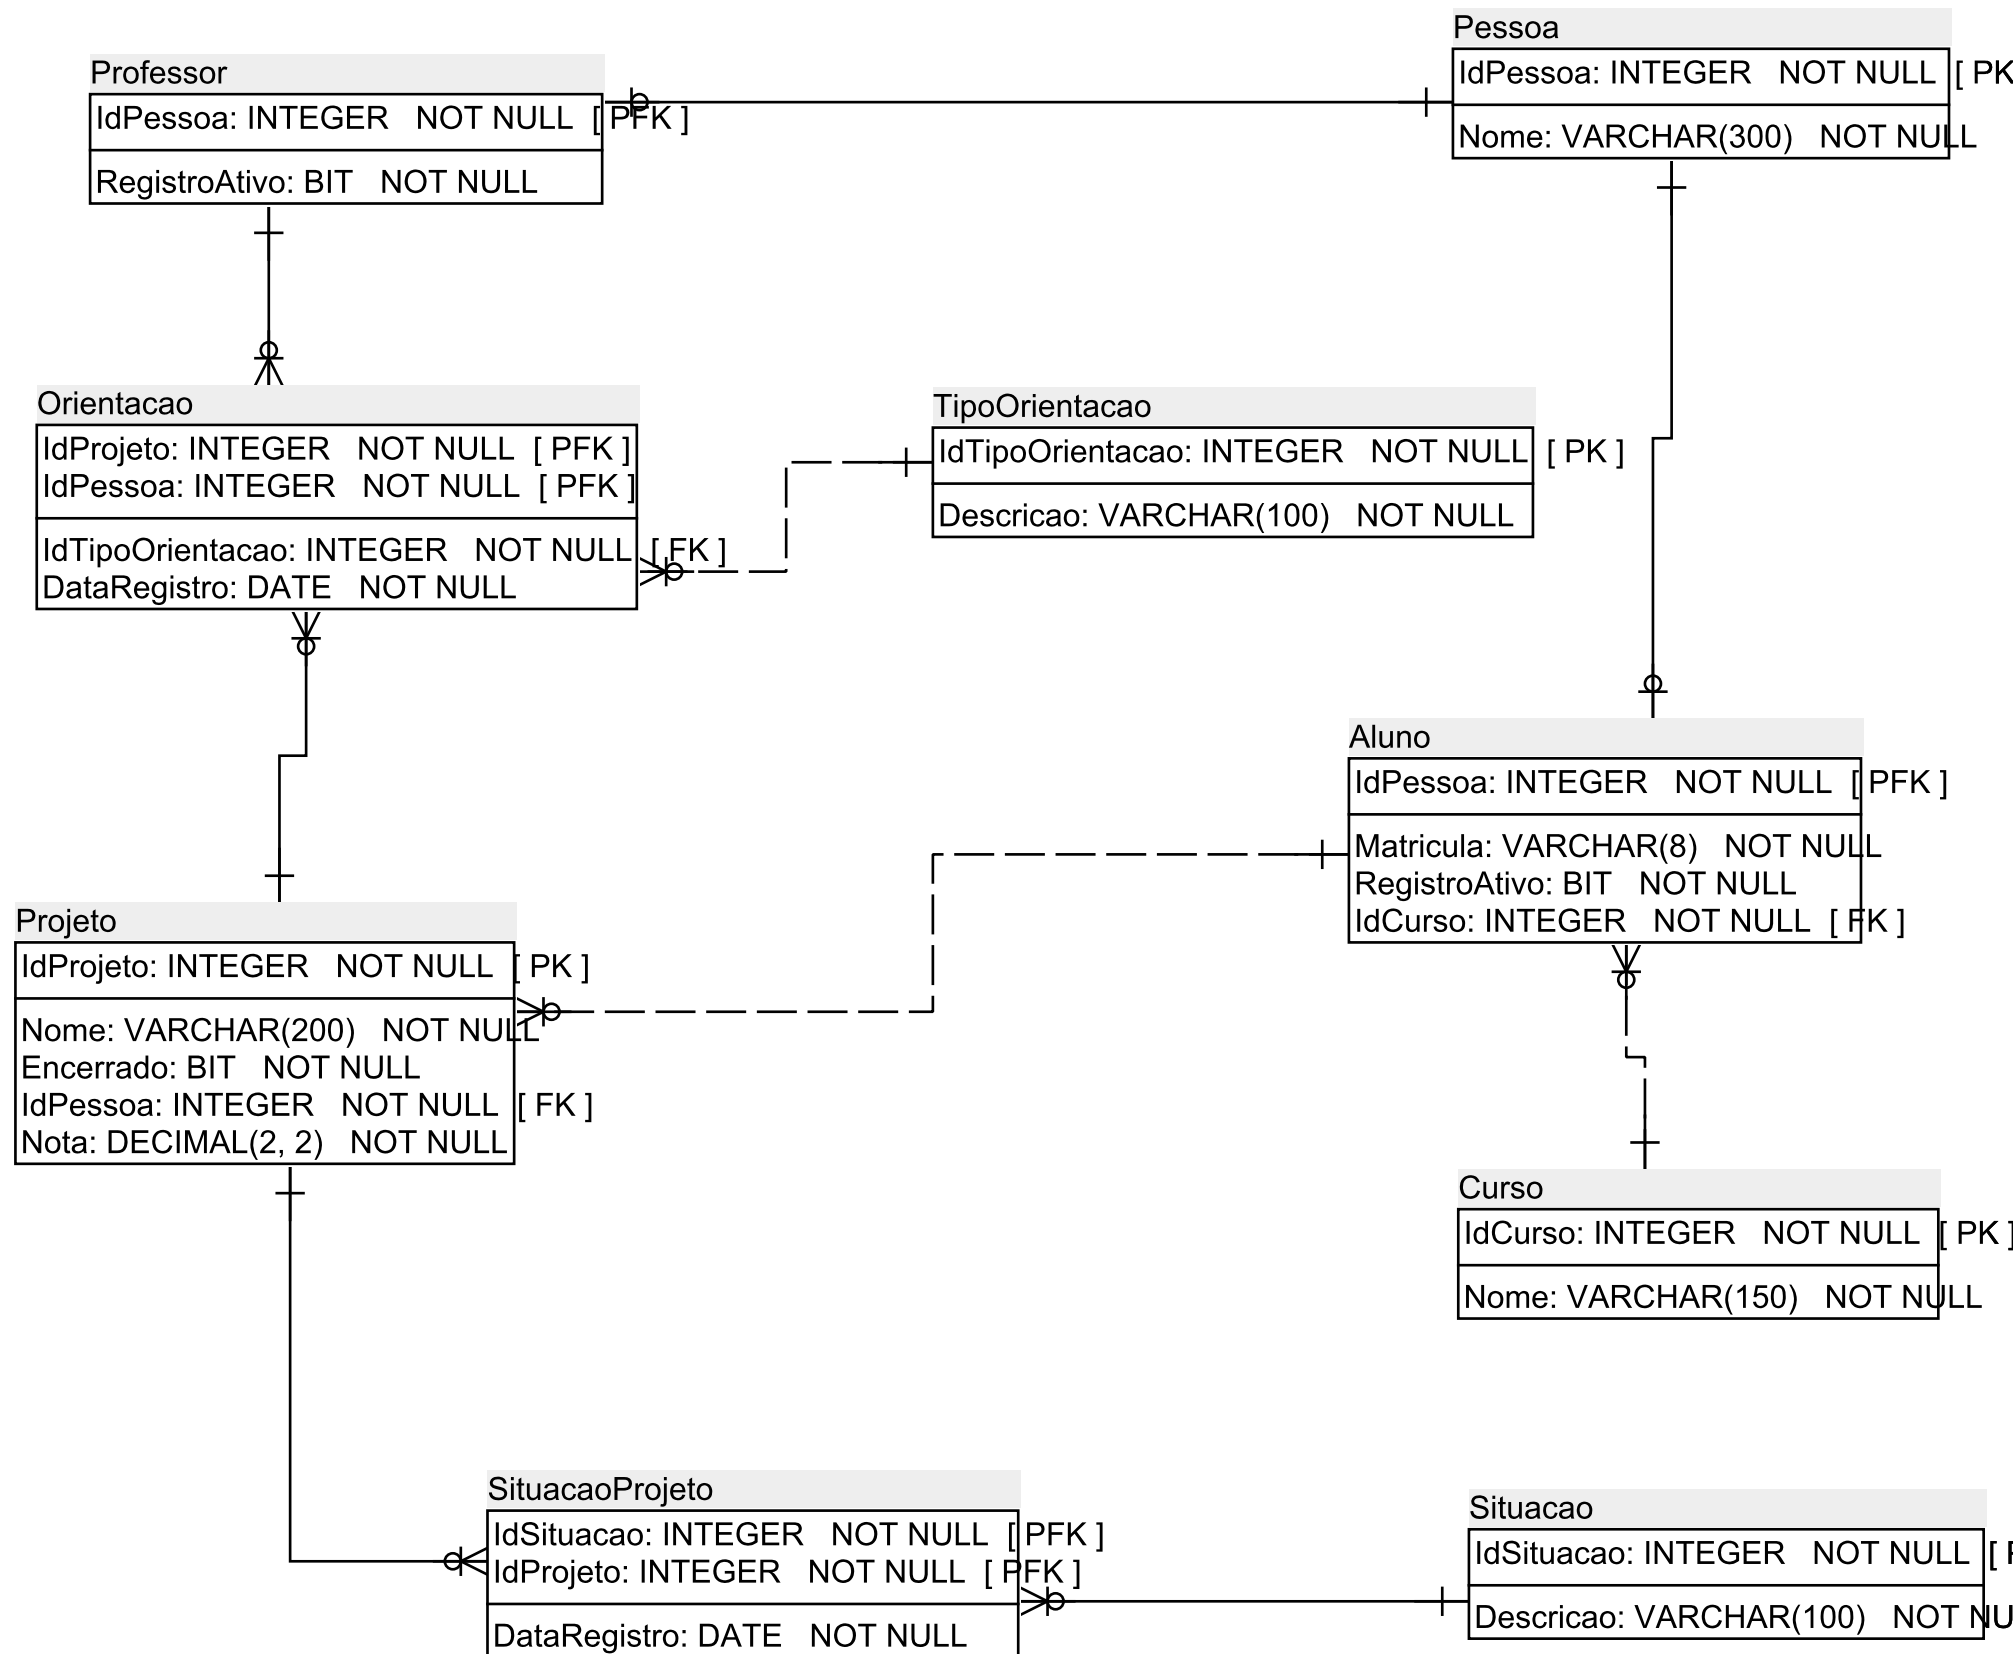 Pessoa
IdPessoa: INTEGER NOT NULL [ PK
Nome: VARCHAR(300) NOT NULL
Professor
IdPessoa: INTEGER NOT NULL [ PFK ]
RegistroAtivo: BIT NOT NULL
Orientacao
IdProjeto: INTEGER NOT NULL [ PFK ]
IdPessoa: INTEGER NOT NULL [ PFK ]
IdTipoOrientacao: INTEGER NOT NULL [ FK ]
DataRegistro: DATE NOT NULL
TipoOrientacao
IdTipoOrientacao: INTEGER NOT NULL [ PK ]
Descricao: VARCHAR(100) NOT NULL
Aluno
IdPessoa: INTEGER NOT NULL [ PFK ]
Matricula: VARCHAR(8) NOT NULL
RegistroAtivo: BIT NOT NULL
IdCurso: INTEGER NOT NULL [ FK ]
Projeto
IdProjeto: INTEGER NOT NULL [ PK ]
Nome: VARCHAR(200) NOT NULL
Encerrado: BIT NOT NULL
IdPessoa: INTEGER NOT NULL [ FK ]
Nota: DECIMAL(2, 2) NOT NULL
Curso
IdCurso: INTEGER NOT NULL [ PK ]
Nome: VARCHAR(150) NOT NULL
SituacaoProjeto
IdSituacao: INTEGER NOT NULL [ PFK ]
IdProjeto: INTEGER NOT NULL [ PFK ]
DataRegistro: DATE NOT NULL
Situacao
IdSituacao: INTEGER NOT NULL [
Descricao: VARCHAR(100) NOT NU